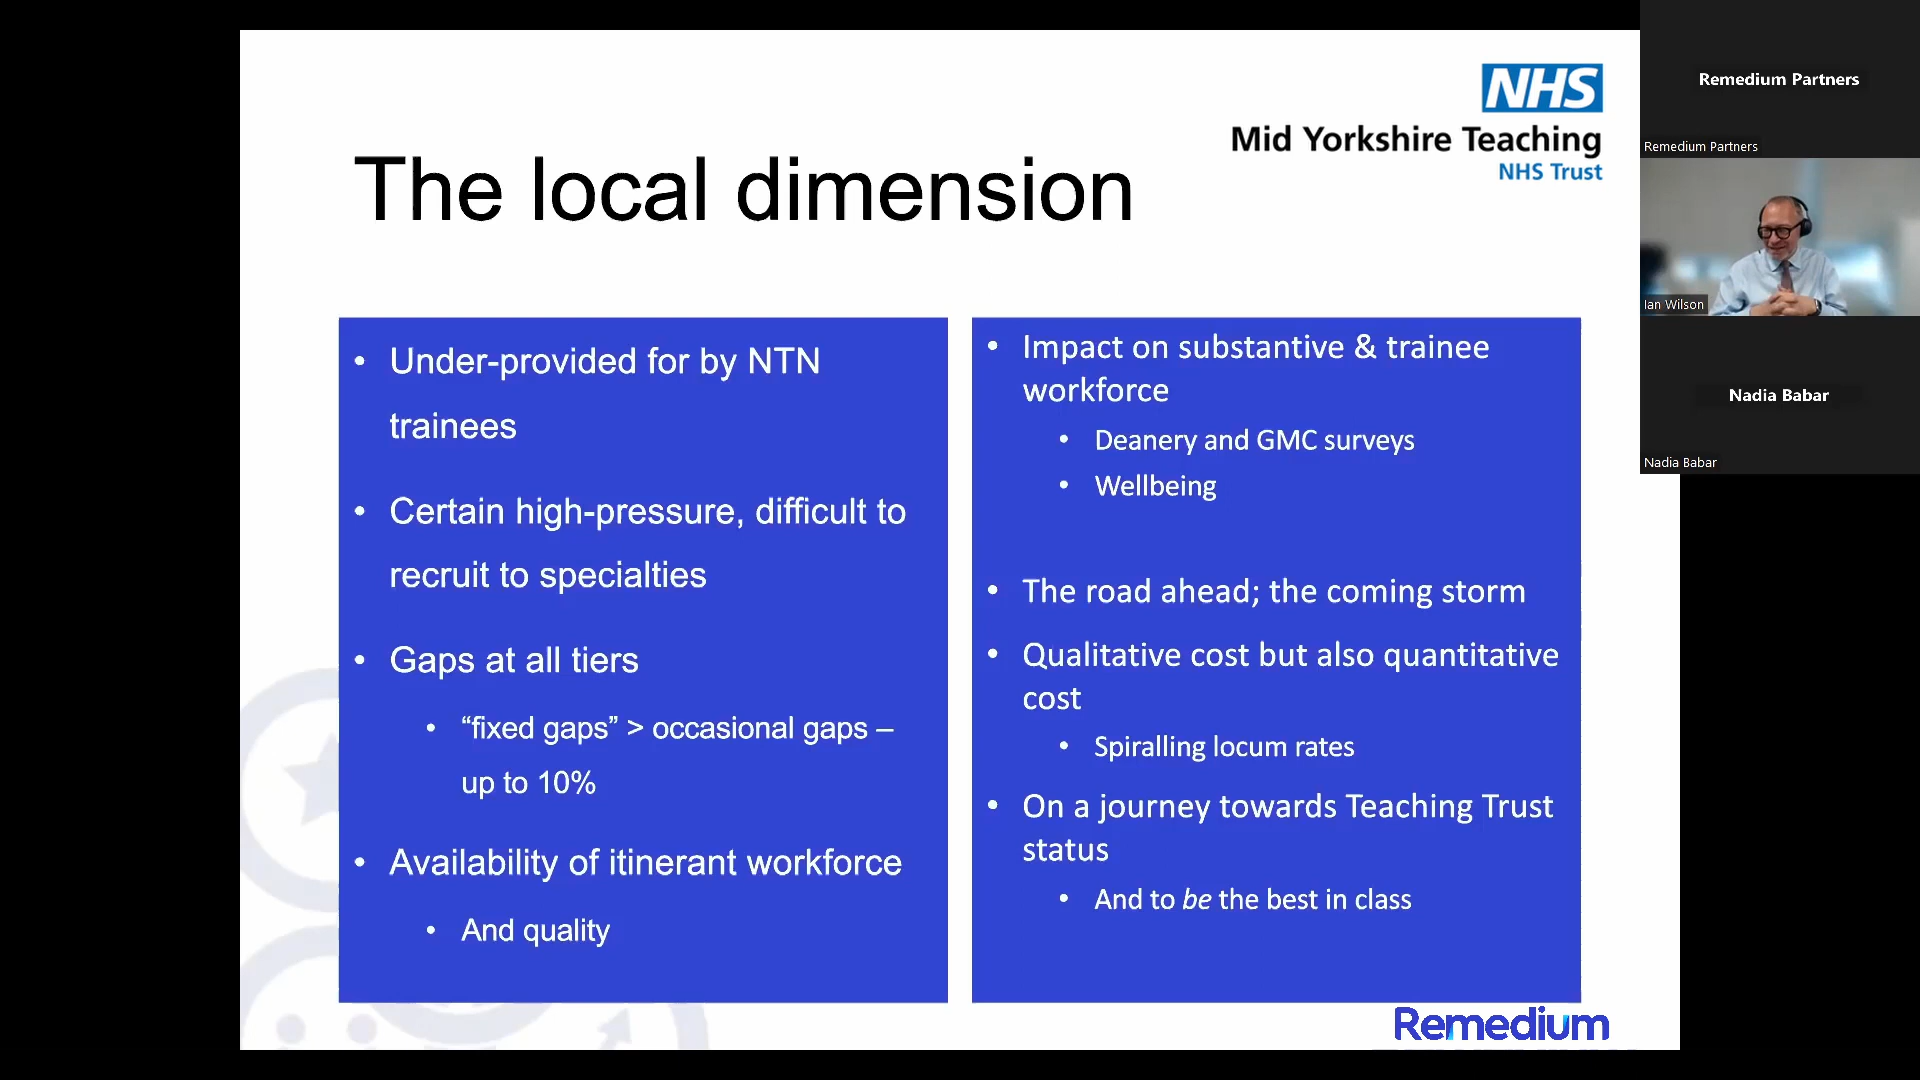 NHS
Mid Yorkshire Teaching
NHS Trust
The local dimension
• Under-provided for by NTN
trainees
• Certain high-pressure, difficult to
recruit to specialties
• Gaps at all tiers
• “fixed gaps” > occasional gaps –
up to 10%
• Availability of itinerant workforce
• And quality
• Impact on substantive & trainee
workforce
• Deanery and GMC surveys
• Wellbeing
• The road ahead; the coming storm
• Qualitative cost but also quantitative
cost
• Spiralling locum rates
• On a journey towards Teaching Trust
status
• And to be the best in class
Remedium
Remedium Partners
Remedium Partners
Ian Wilson
Nadia Babar
Nadia Babar